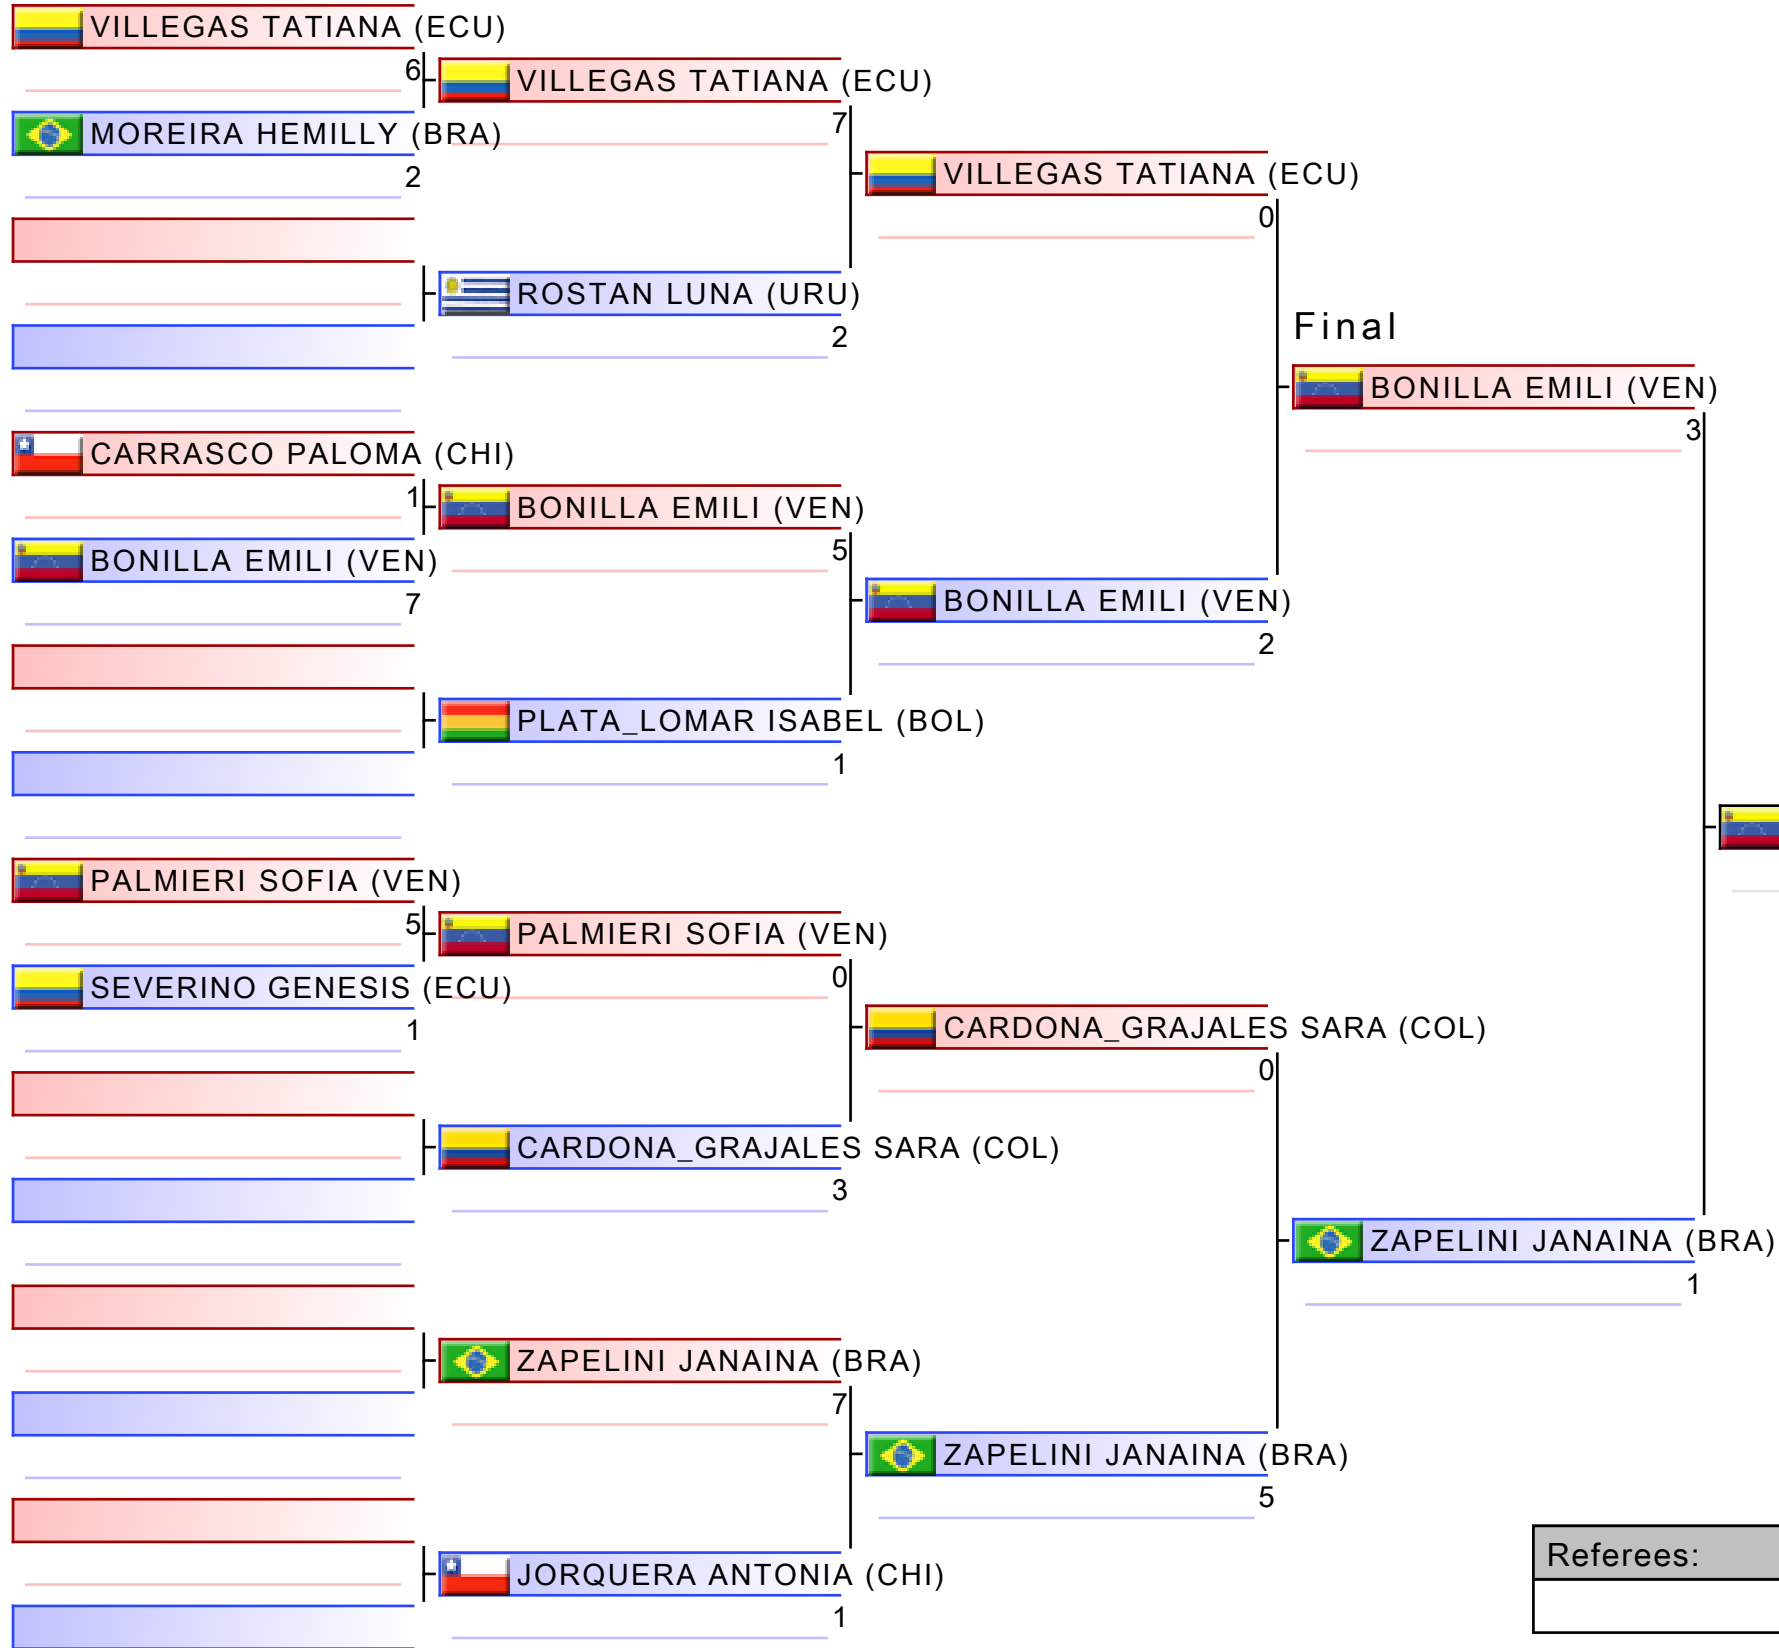 VILLEGAS TATIANA (ECU)
6
VILLEGAS TATIANA (ECU)
7
MOREIRA HEMILLY (BRA)
2
VILLEGAS TATIANA (ECU)
0
ROSTAN LUNA (URU)
2
Final
BONILLA EMILI (VEN)
3
CARRASCO PALOMA (CHI)
1
BONILLA EMILI (VEN)
5
BONILLA EMILI (VEN)
7
BONILLA EMILI (VEN)
2
PLATA_LOMAR ISABEL (BOL)
1
PALMIERI SOFIA (VEN)
5
PALMIERI SOFIA (VEN)
0
SEVERINO GENESIS (ECU)
1
CARDONA_GRAJALES SARA (COL)
0
CARDONA_GRAJALES SARA (COL)
3
ZAPELINI JANAINA (BRA)
1
ZAPELINI JANAINA (BRA)
7
ZAPELINI JANAINA (BRA)
5
JORQUERA ANTONIA (CHI)
1
Referees: